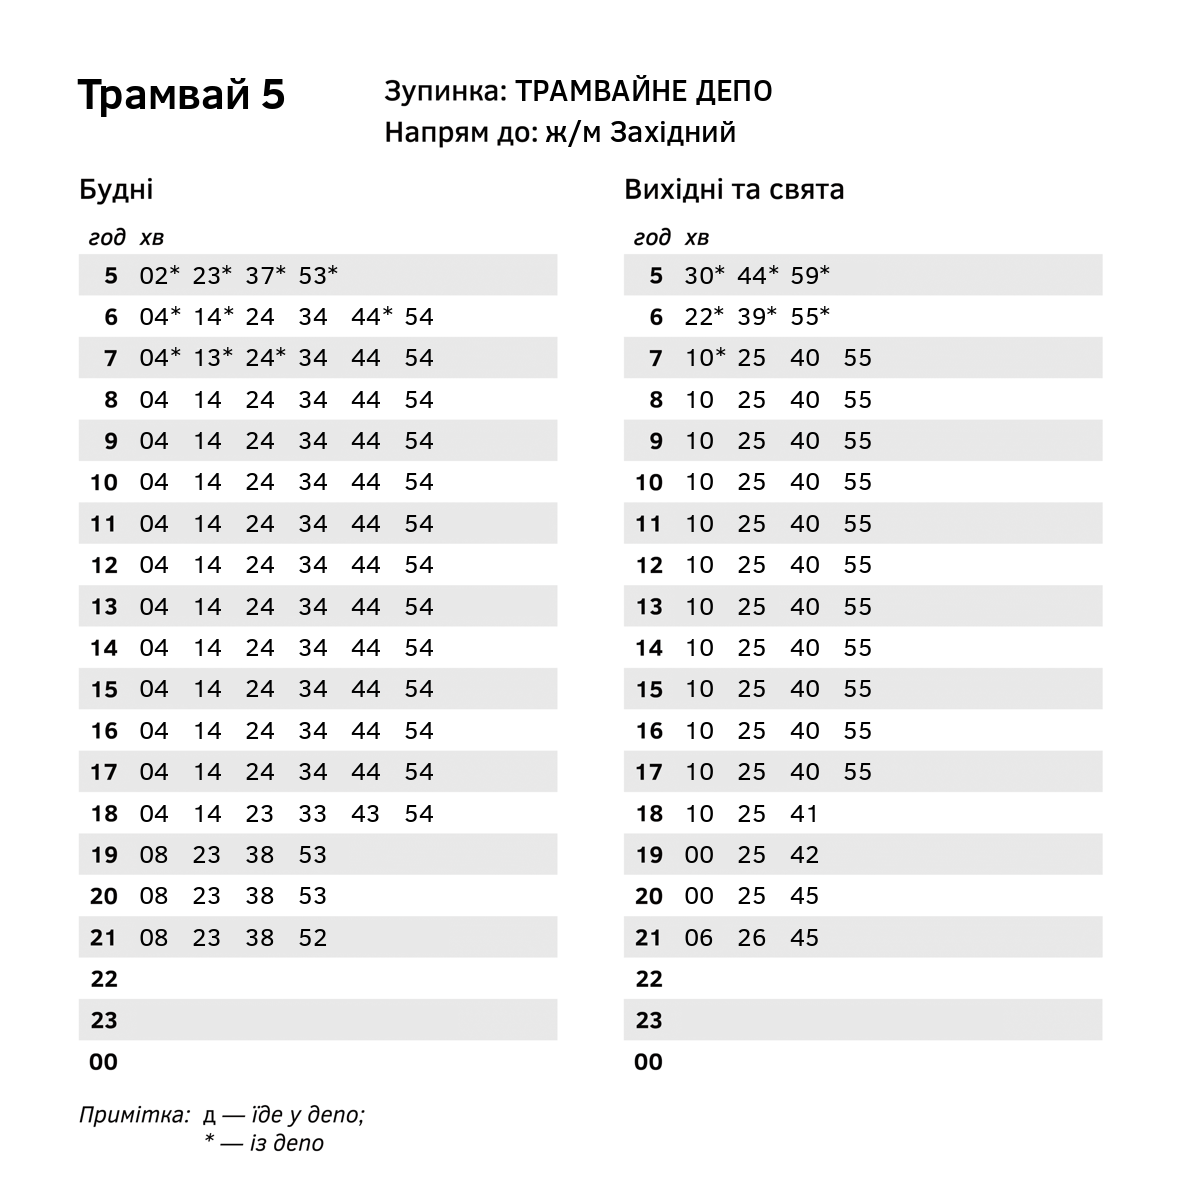 Трамвай 5
Зупинка: ТРАМВАЙНЕ ДЕПО
Напрям до: ж/м Західний
Будні
год хв
5 02* 23* 37* 53*
6 04* 14* 24 34 44* 54
7 04* 13* 24* 34 44 54
8 04 14 24 34 44 54
9 04 14 24 34 44 54
10 04 14 24 34 44 54
11 04 14 24 34 44 54
12 04 14 24 34 44 54
13 04 14 24 34 44 54
14 04 14 24 34 44 54
15 04 14 24 34 44 54
16 04 14 24 34 44 54
17 04 14 24 34 44 54
18 04 14 23 33 43 54
19 08 23 38 53
20 08 23 38 53
21 08 23 38 52
22
23
00
Вихідні та свята
год хв
5 30* 44* 59*
6 22* 39* 55*
7 10* 25 40 55
8 10 25 40 55
9 10 25 40 55
10 10 25 40 55
11 10 25 40 55
12 10 25 40 55
13 10 25 40 55
14 10 25 40 55
15 10 25 40 55
16 10 25 40 55
17 10 25 40 55
18 10 25 41
19 00 25 42
20 00 25 45
21 06 26 45
22
23
00
Примітка: д — їде у депо;
* — із депо